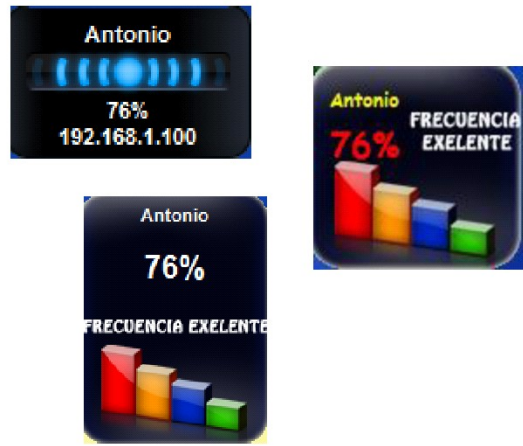 Antonio
76%
192.168.1.100
Antonio
76%
FRECUENCIA
EXELENTE
Antonio
76%
FRECUENCIA EXELENTE